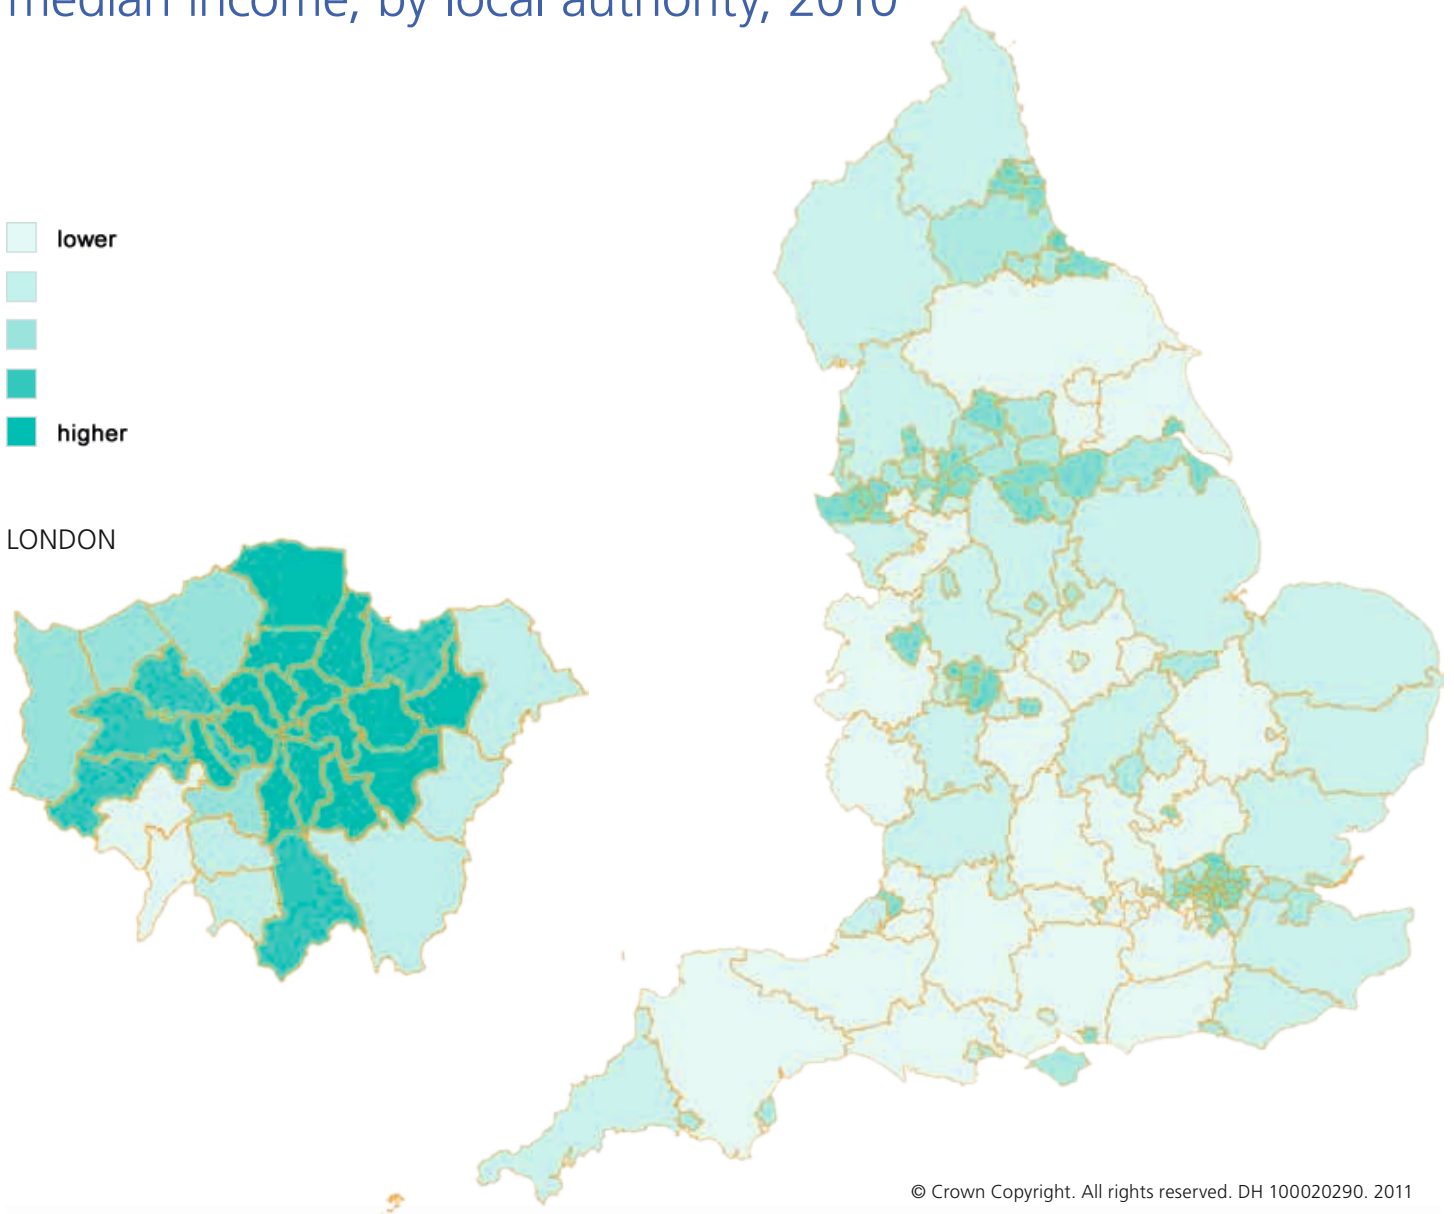 median income, by local authority, 2010
lower
higher
LONDON
© Crown Copyright. All rights reserved. DH 100020290. 2011